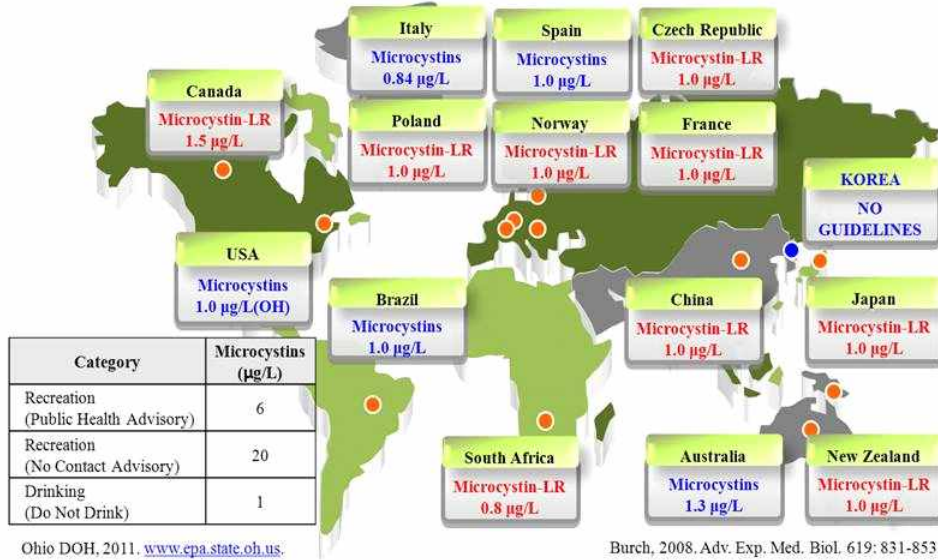 Italy
Microcystins
0.84 µg/L
Spain
Microcystins
1.0 µg/L
Czech Republic
Microcystin-LR
1.0 µg/L
Canada
Microcystin-LR
1.5 µg/L
Poland
Microcystin-LR
1.0 µg/L
Norway
Microcystin-LR
1.0 µg/L
France
Microcystin-LR
1.0 µg/L
KOREA
NO
GUIDELINES
USA
Microcystins
1.0 µg/L(OH)
Brazil
Microcystins
1.0 µg/L
China
Microcystin-LR
1.0 µg/L
Japan
Microcystin-LR
1.0 µg/L
Category
Microcystins
(µg/L)
Recreation
(Public Health Advisory)
6
Recreation
(No Contact Advisory)
20
Drinking
(Do Not Drink)
1
South Africa
Microcystin-LR
0.8 µg/L
Australia
Microcystins
1.3 µg/L
New Zealand
Microcystin-LR
1.0 µg/L
Ohio DOH, 2011. www.epa.state.oh.us.
Burch, 2008. Adv. Exp. Med. Biol. 619: 831-853